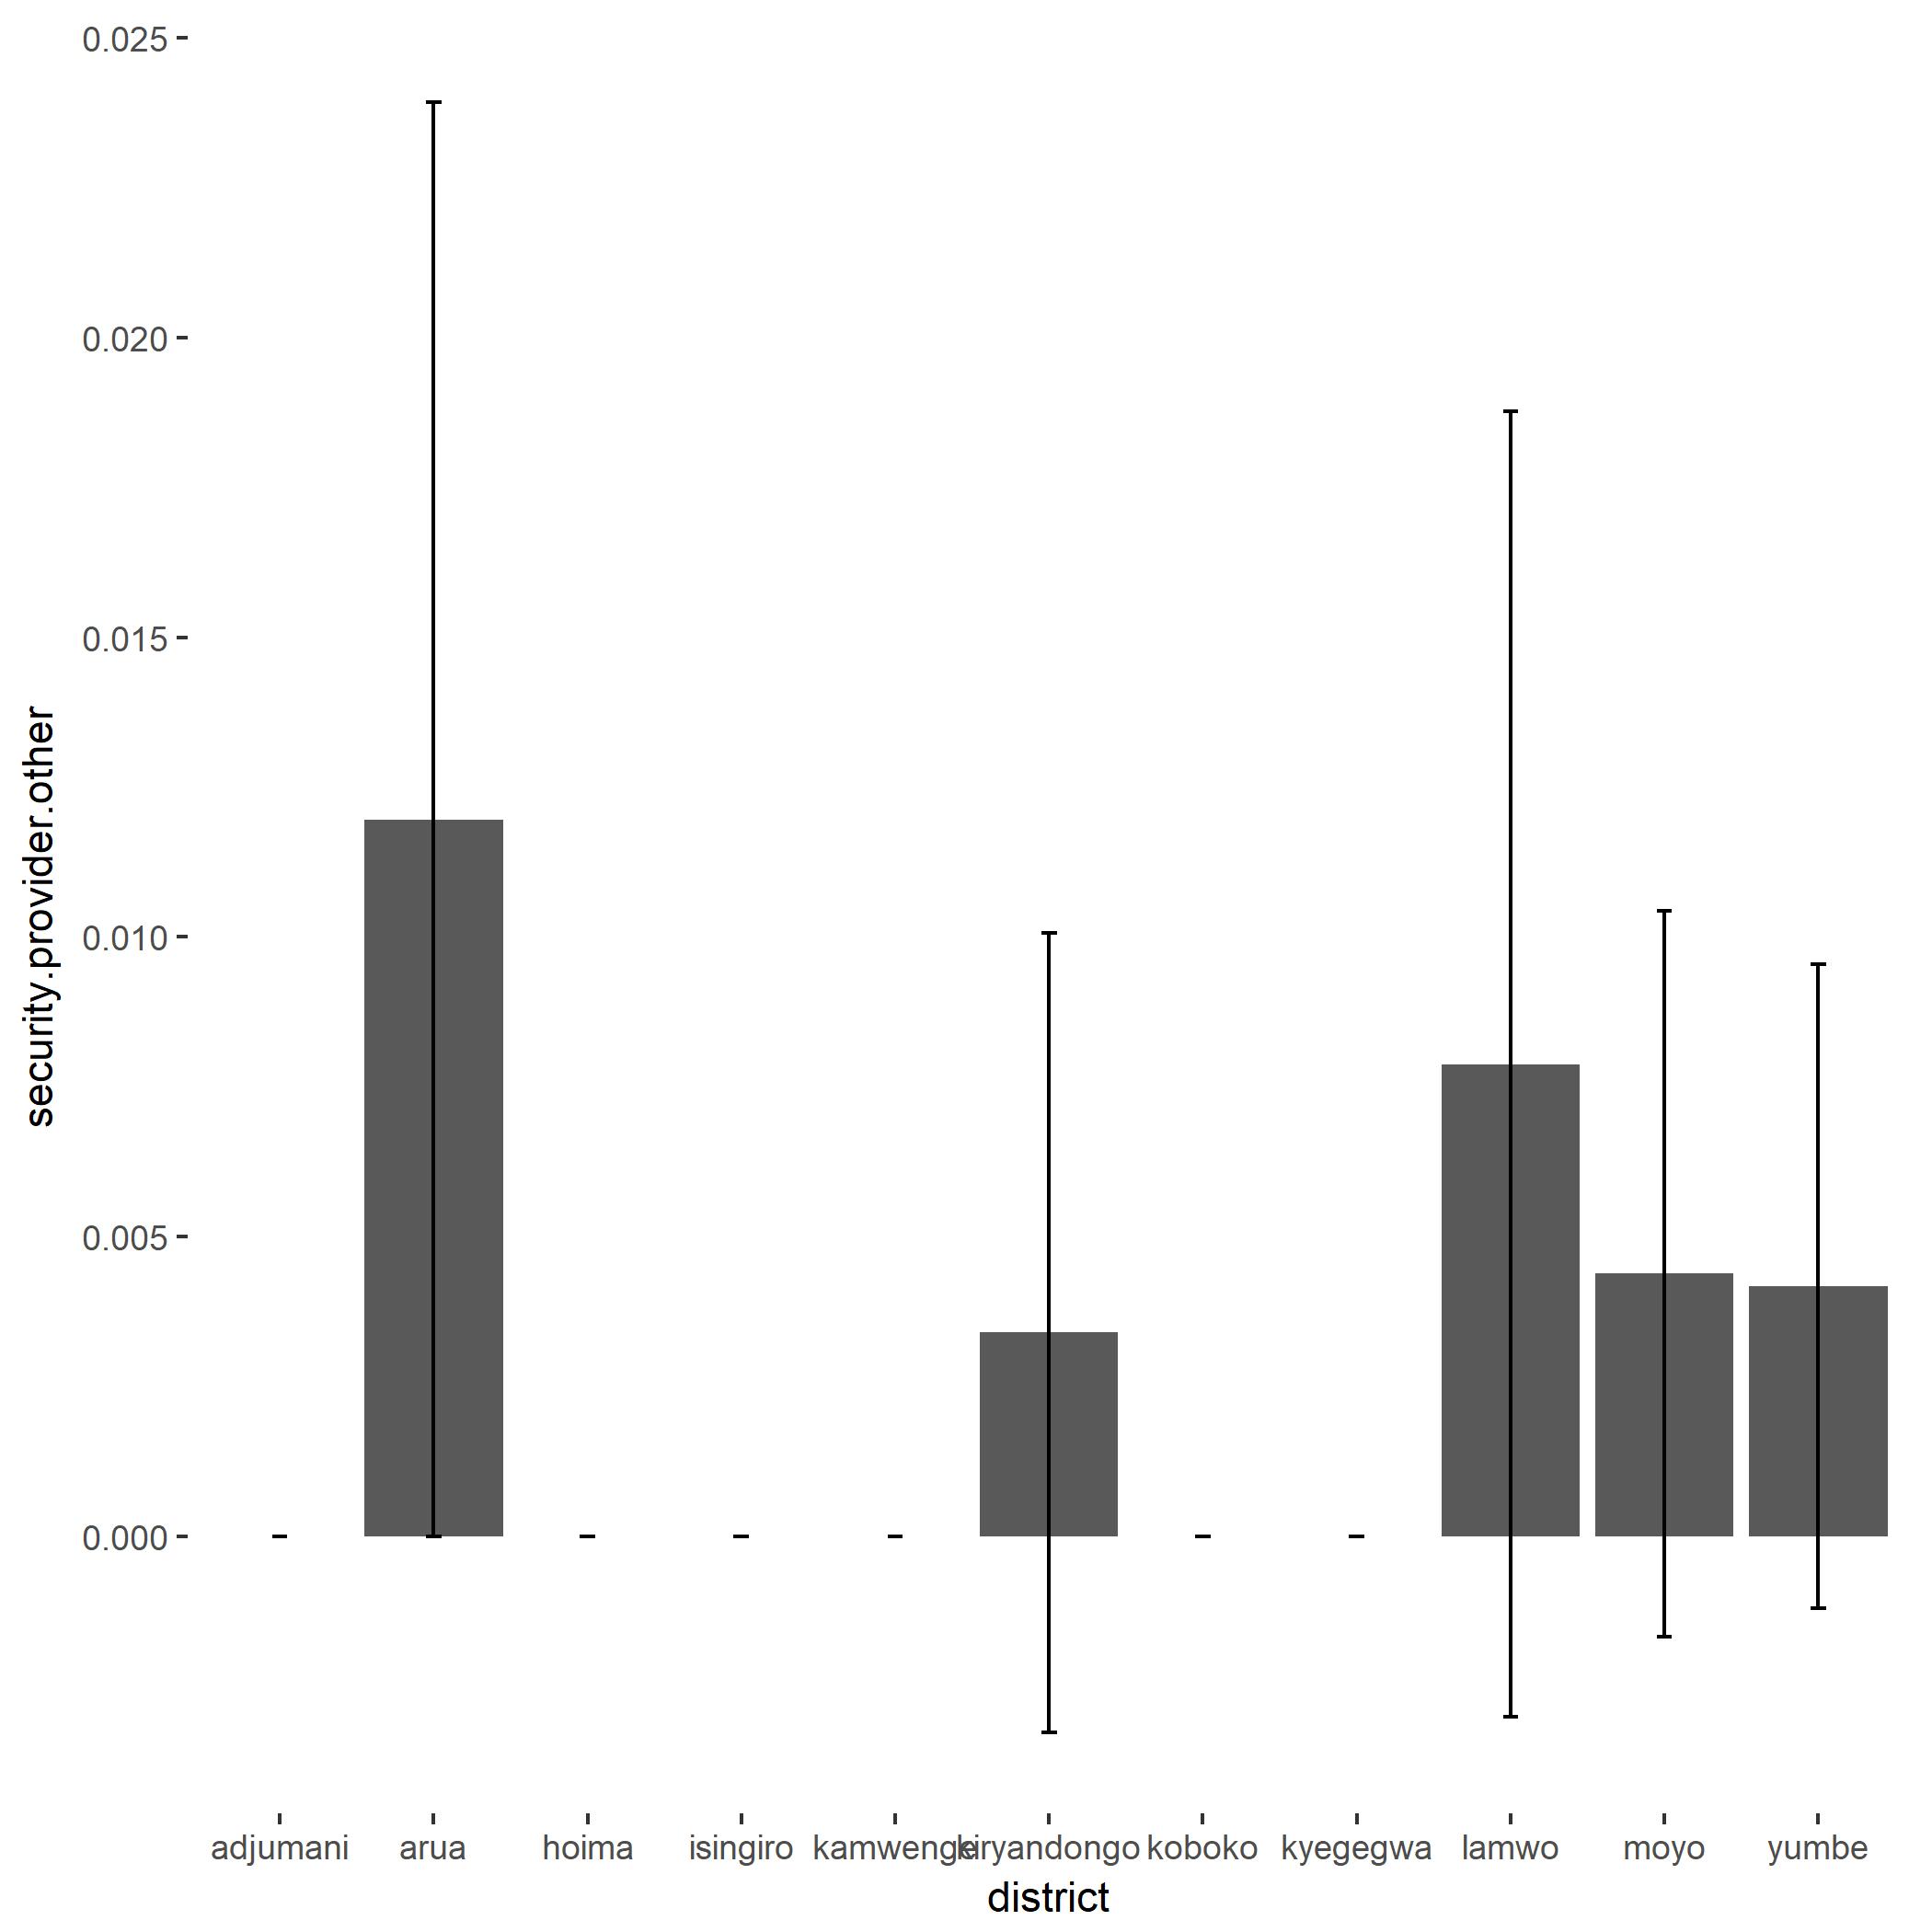 0.025
0.020
0.015
0.010
0.005
0.000
security.provider.other
adjumani arua hoima isingiro kamwenge kiryandongo koboko kyegegwa lamwo moyo yumbe
district